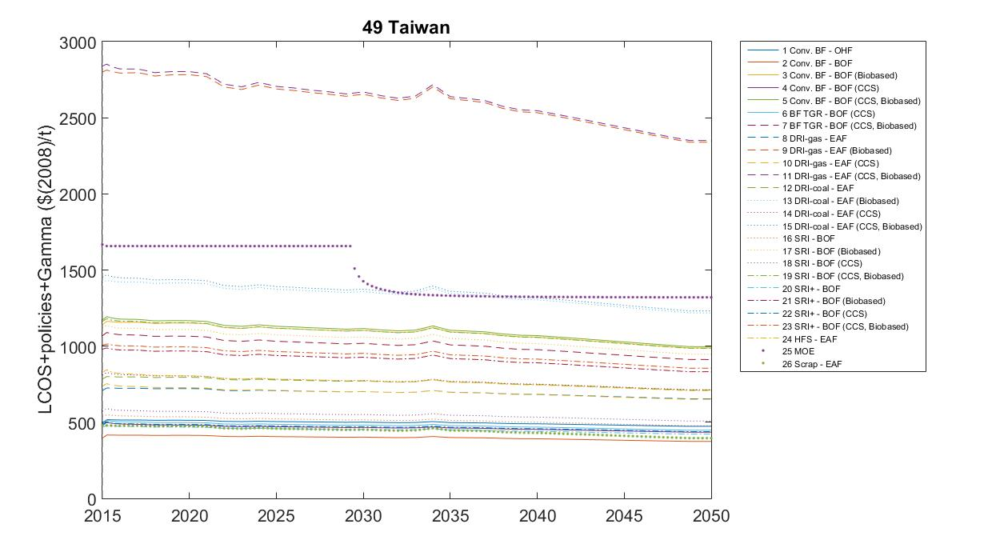 49 Taiwan
LCOS+policies+Gamma ($(2008)/t)
3000
2500
2000
1500
1000
500
0
2015
2020
2025
2030
2035
2040
2045
2050
1 Conv. BF - OHF
2 Conv. BF - BOF
3 Conv. BF - BOF (Biobased)
4 Conv. BF - BOF (CCS)
5 Conv. BF - BOF (CCS, Biobased)
6 BF TGR - BOF (CCS)
7 BF TGR - BOF (CCS, Biobased)
8 DRI-gas - EAF
9 DRI-gas - EAF (Biobased)
10 DRI-gas - EAF (CCS)
11 DRI-gas - EAF (CCS, Biobased)
12 DRI-coal - EAF
13 DRI-coal - EAF (Biobased)
14 DRI-coal - EAF (CCS)
15 DRI-coal - EAF (CCS, Biobased)
16 SRI - BOF
17 SRI - BOF (Biobased)
18 SRI - BOF (CCS)
19 SRI - BOF (CCS, Biobased)
20 SRI+ - BOF
21 SRI+ - BOF (Biobased)
22 SRI+ - BOF (CCS)
23 SRI+ - BOF (CCS, Biobased)
24 HFS - EAF
25 MOE
26 Scrap - EAF